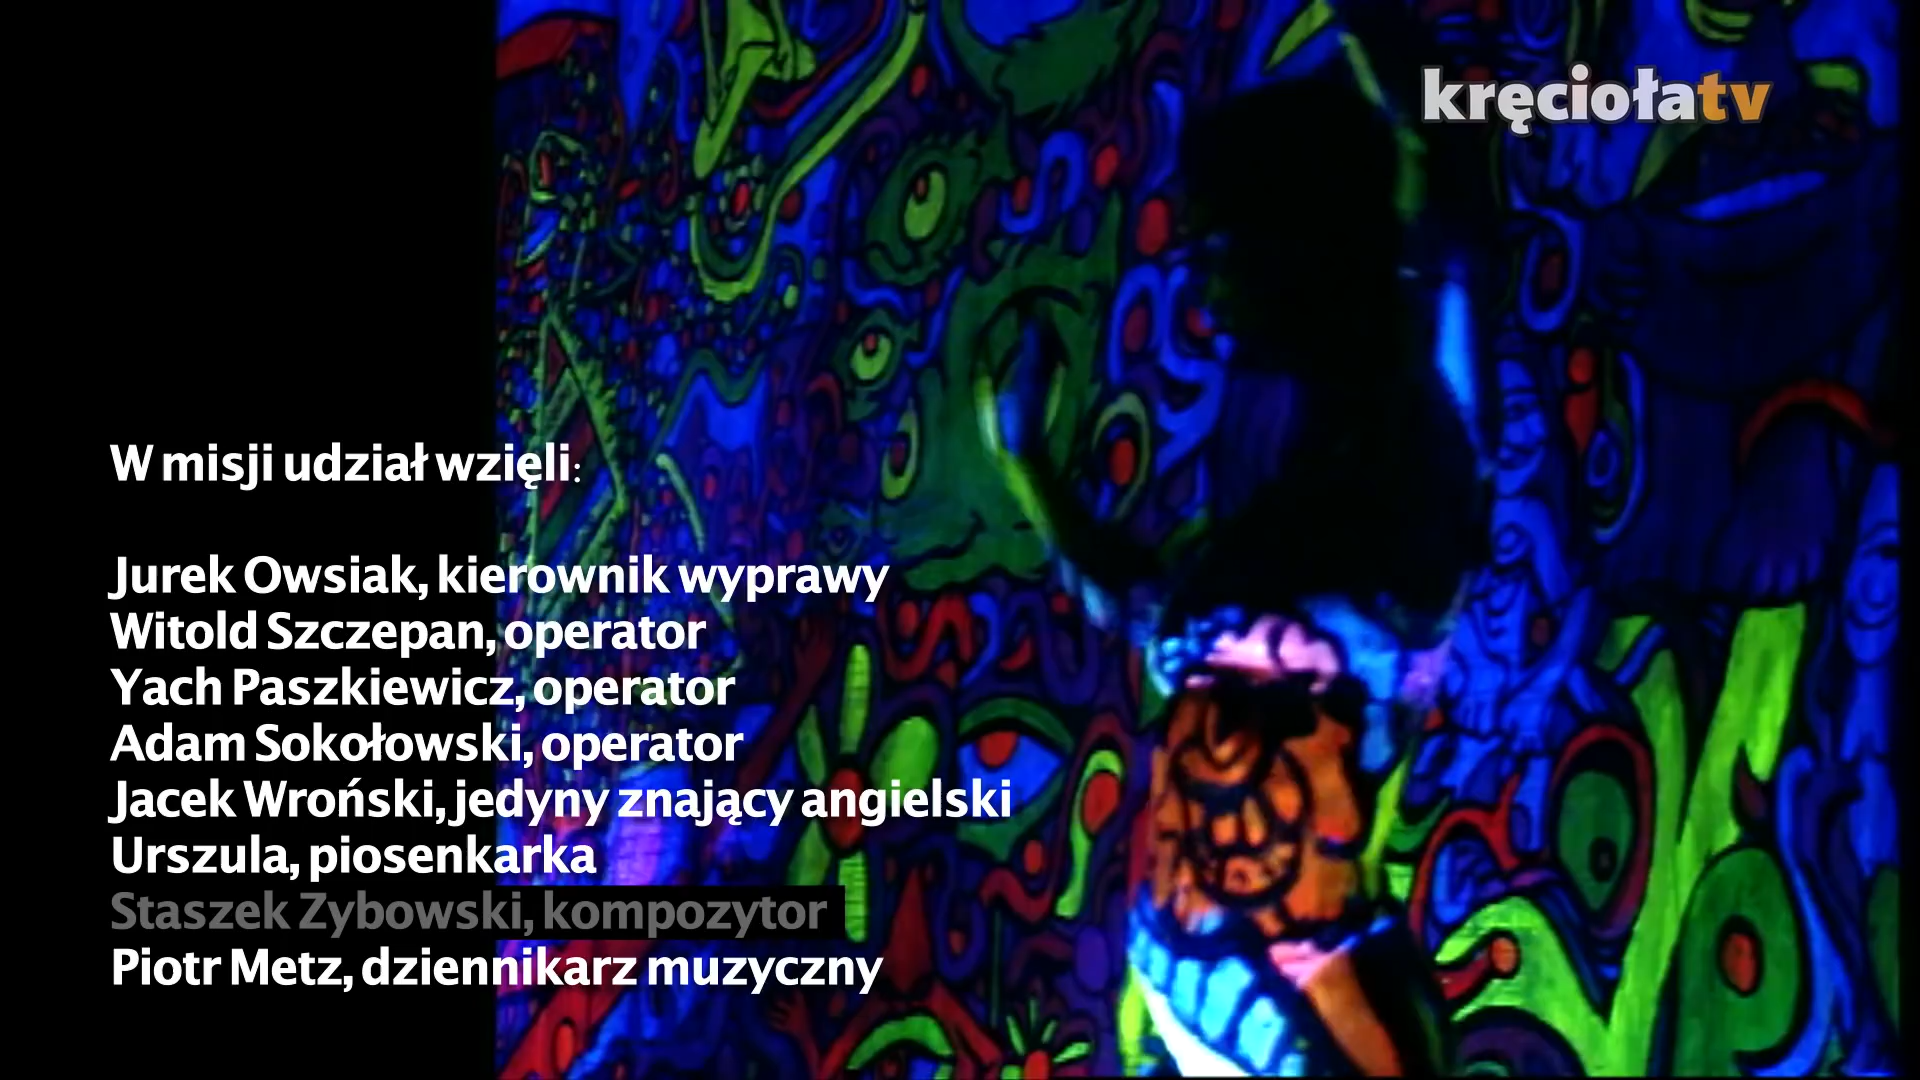 kręciołatv
W misji udział wzięli:
Jurek Owsiak, kierownik wyprawy
Witold Szczepan, operator
Yach Paszkiewicz, operator
Adam Sokołowski, operator
Jacek Wroński, jedyny znający angielski
Urszula, piosenkarka
Staszek Zybowski, kompozytor
Piotr Metz, dziennikarz muzyczny